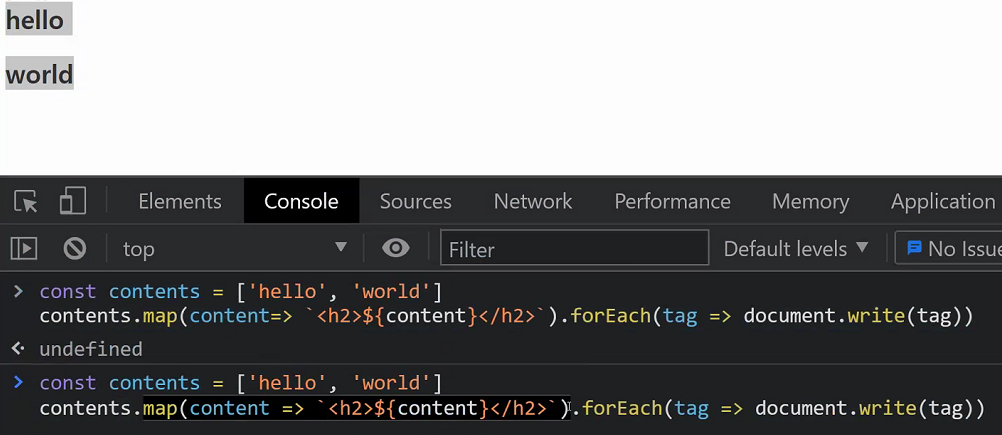 hello
world
Elements Console Sources Network Performance Memory Application
top Filter Default levels No Issue
> const contents = ['hello', 'world']
contents.map(content=> `<h2>${content}</h2>`).forEach(tag => document.write(tag))
undefined
> const contents = ['hello', 'world']
contents.map(content => `<h2>${content}</h2>`).forEach(tag => document.write(tag))